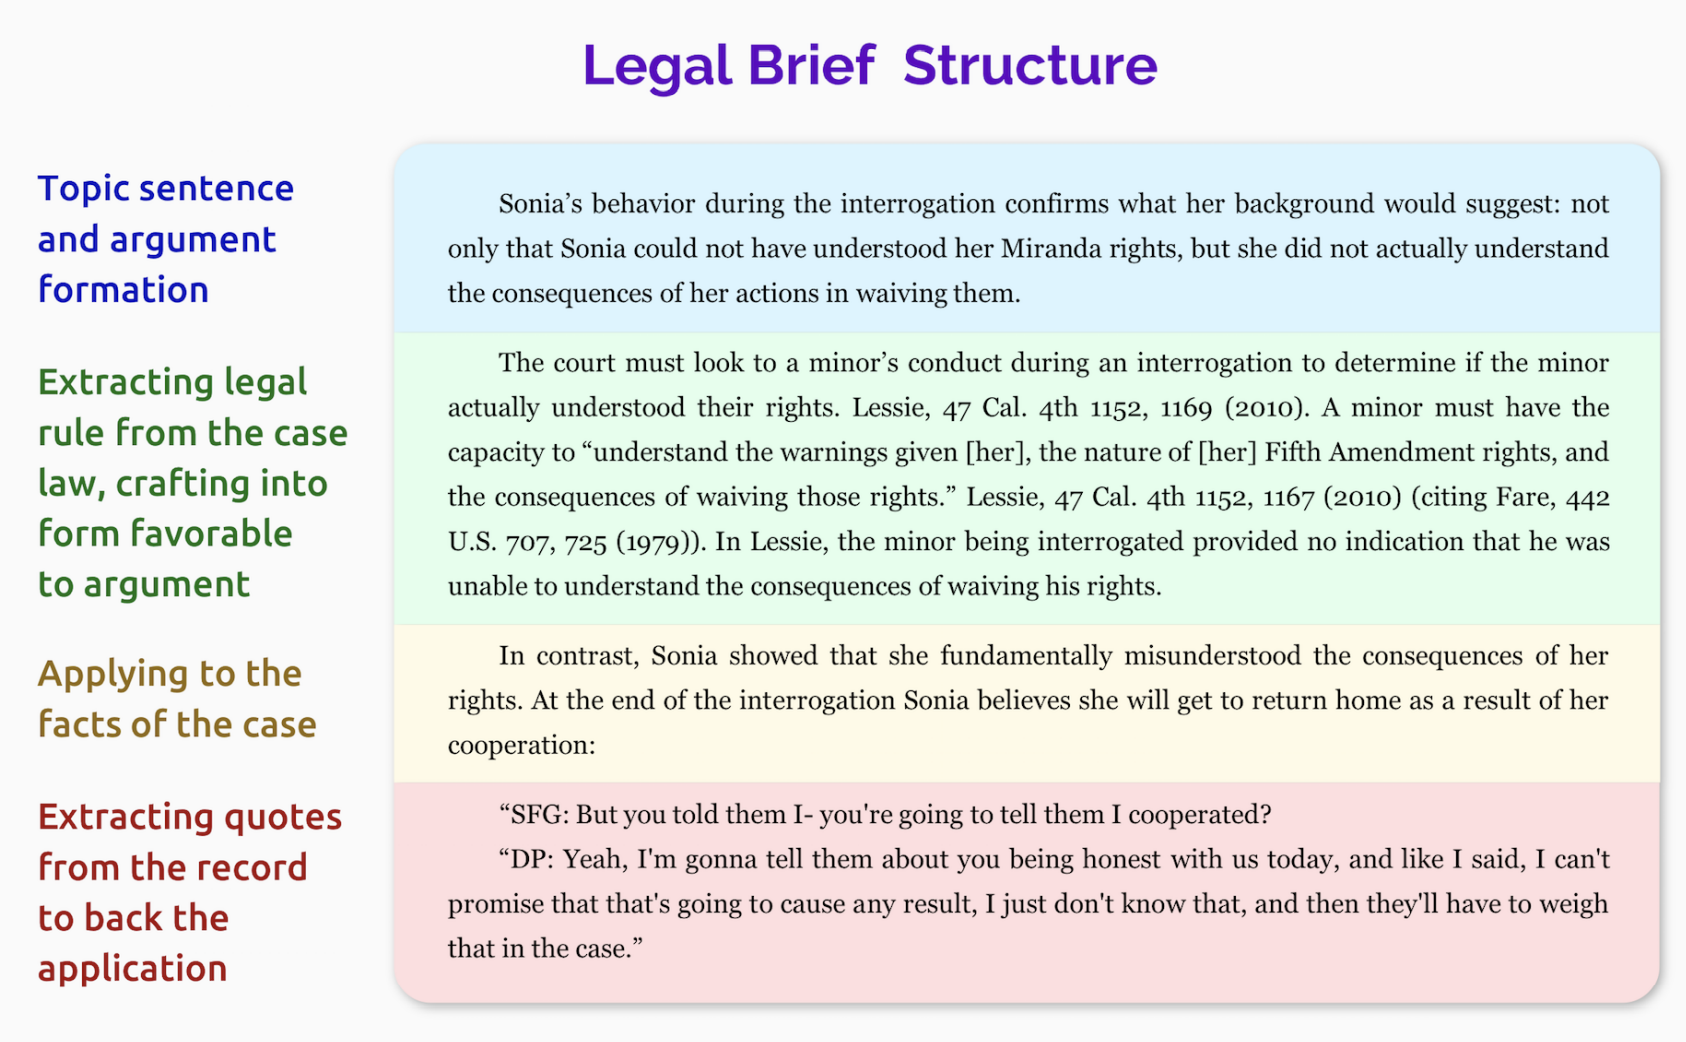 Legal Brief Structure
Topic sentence
and argument
formation
Sonia’s behavior during the interrogation confirms what her background would suggest: not
only that Sonia could not have understood her Miranda rights, but she did not actually understand
the consequences of her actions in waiving them.
Extracting legal
rule from the case
law, crafting into
form favorable
to argument
The court must look to a minor’s conduct during an interrogation to determine if the minor
actually understood their rights. Lessie, 47 Cal. 4th 1152, 1169 (2010). A minor must have the
capacity to “understand the warnings given [her], the nature of [her] Fifth Amendment rights, and
the consequences of waiving those rights.” Lessie, 47 Cal. 4th 1152, 1167 (2010) (citing Fare, 442
U.S. 707, 725 (1979)). In Lessie, the minor being interrogated provided no indication that he was
unable to understand the consequences of waiving his rights.
Applying to the
facts of the case
In contrast, Sonia showed that she fundamentally misunderstood the consequences of her
rights. At the end of the interrogation Sonia believes she will get to return home as a result of her
cooperation:
Extracting quotes
from the record
to back the
application
“SFG: But you told them I- you're going to tell them I cooperated?
“DP: Yeah, I'm gonna tell them about you being honest with us today, and like I said, I can't
promise that that's going to cause any result, I just don't know that, and then they'll have to weigh
that in the case.”